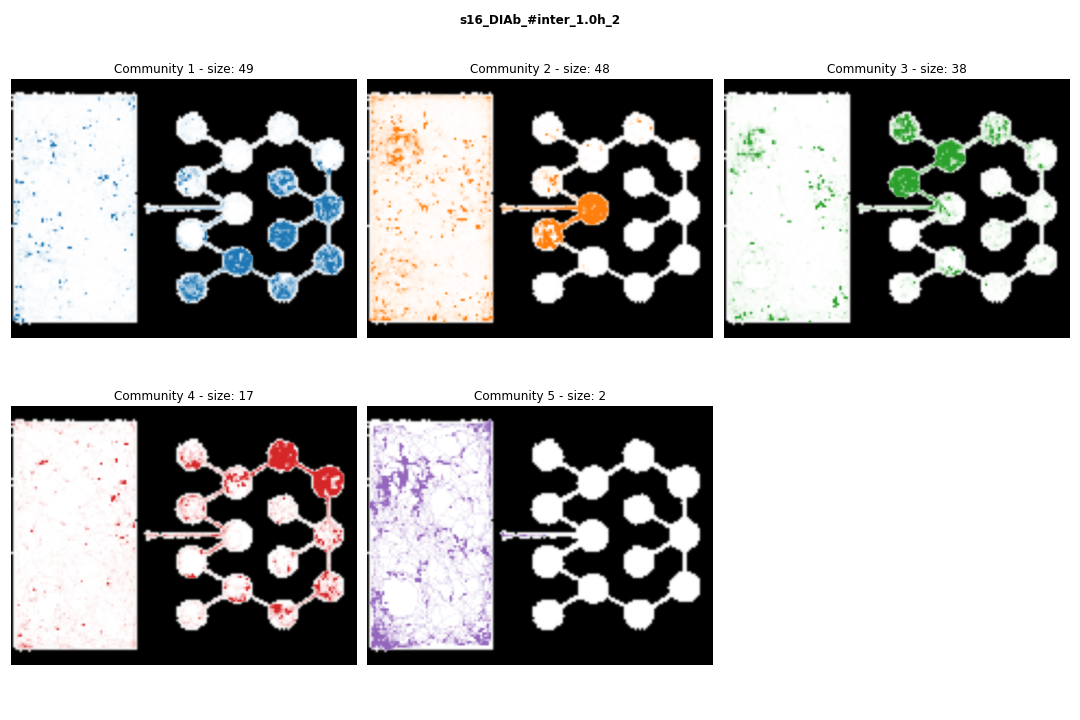 s16_DIAb_#inter_1.0h_2
Community 1 - size: 49
Community 2 - size: 48
Community 3 - size: 38
Community 4 - size: 17
Community 5 - size: 2